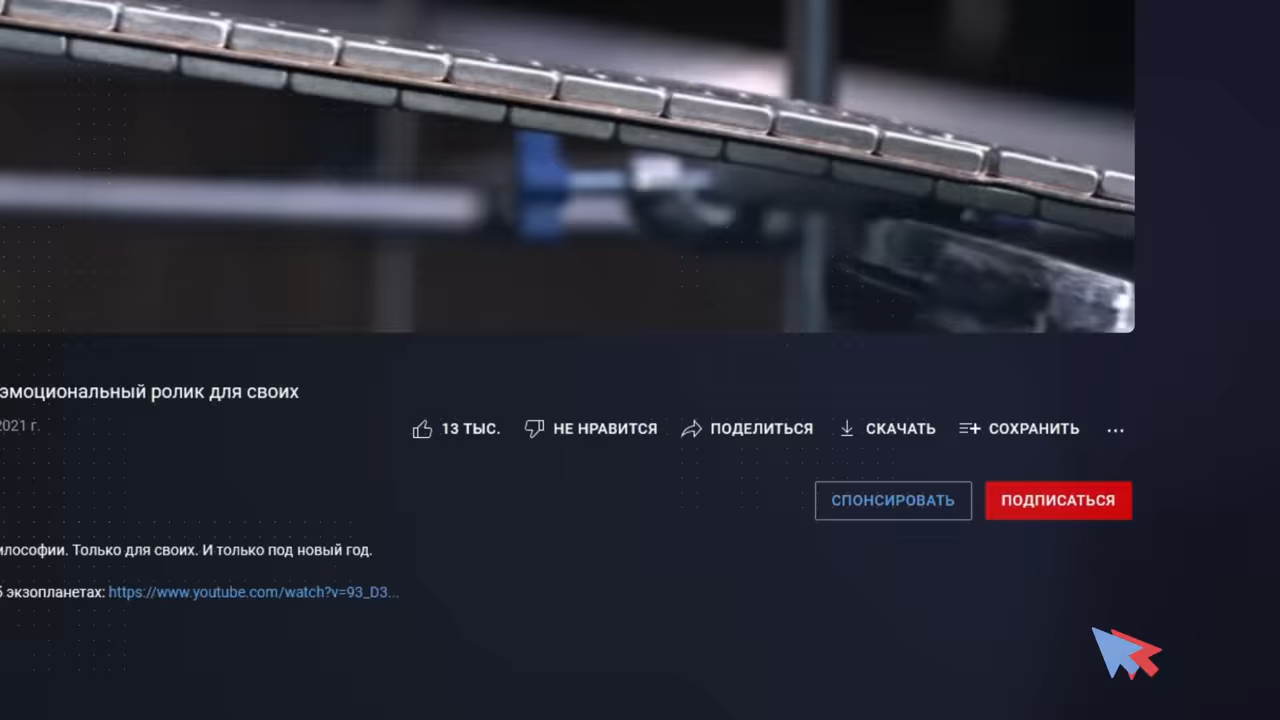 эмоциональный ролик для своих
2021 г.
13 ТЫС. НЕ НРАВИТСЯ ПОДЕЛИТЬСЯ СКАЧАТЬ СОХРАНИТЬ ...
СПОНСИРОВАТЬ ПОДПИСАТЬСЯ
Только для своих. И только под новый год.
экзопланетах: https://www.youtube.com/watch?v=93_D3...